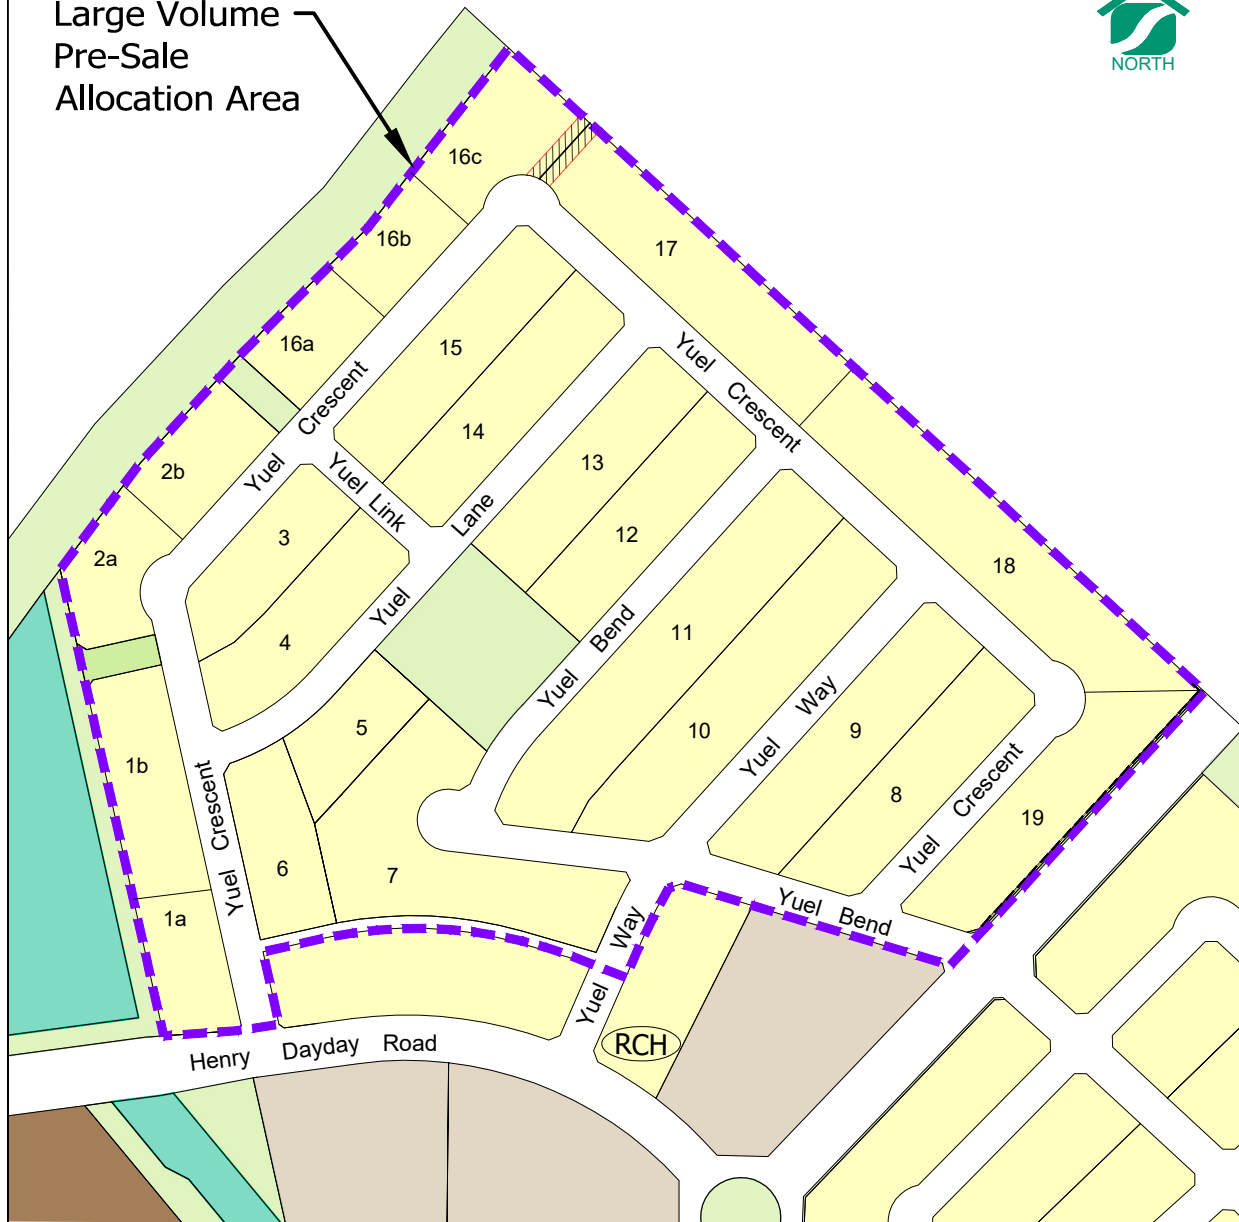 Large Volume
Pre-Sale
Allocation Area
NORTH
16c
16b
17
16a
15
Yuel Crescent
Yuel Crescent
14
2b
13
Yuel Link
Lane
3
12
2a
18
Yuel
Bend
11
4
Yuel
Way
5
10
9
Yuel
1b
Yuel Crescent
8
Yuel Crescent
19
6
7
1a
Way
Yuel Bend
Yuel
RCH
Henry Dayday Road